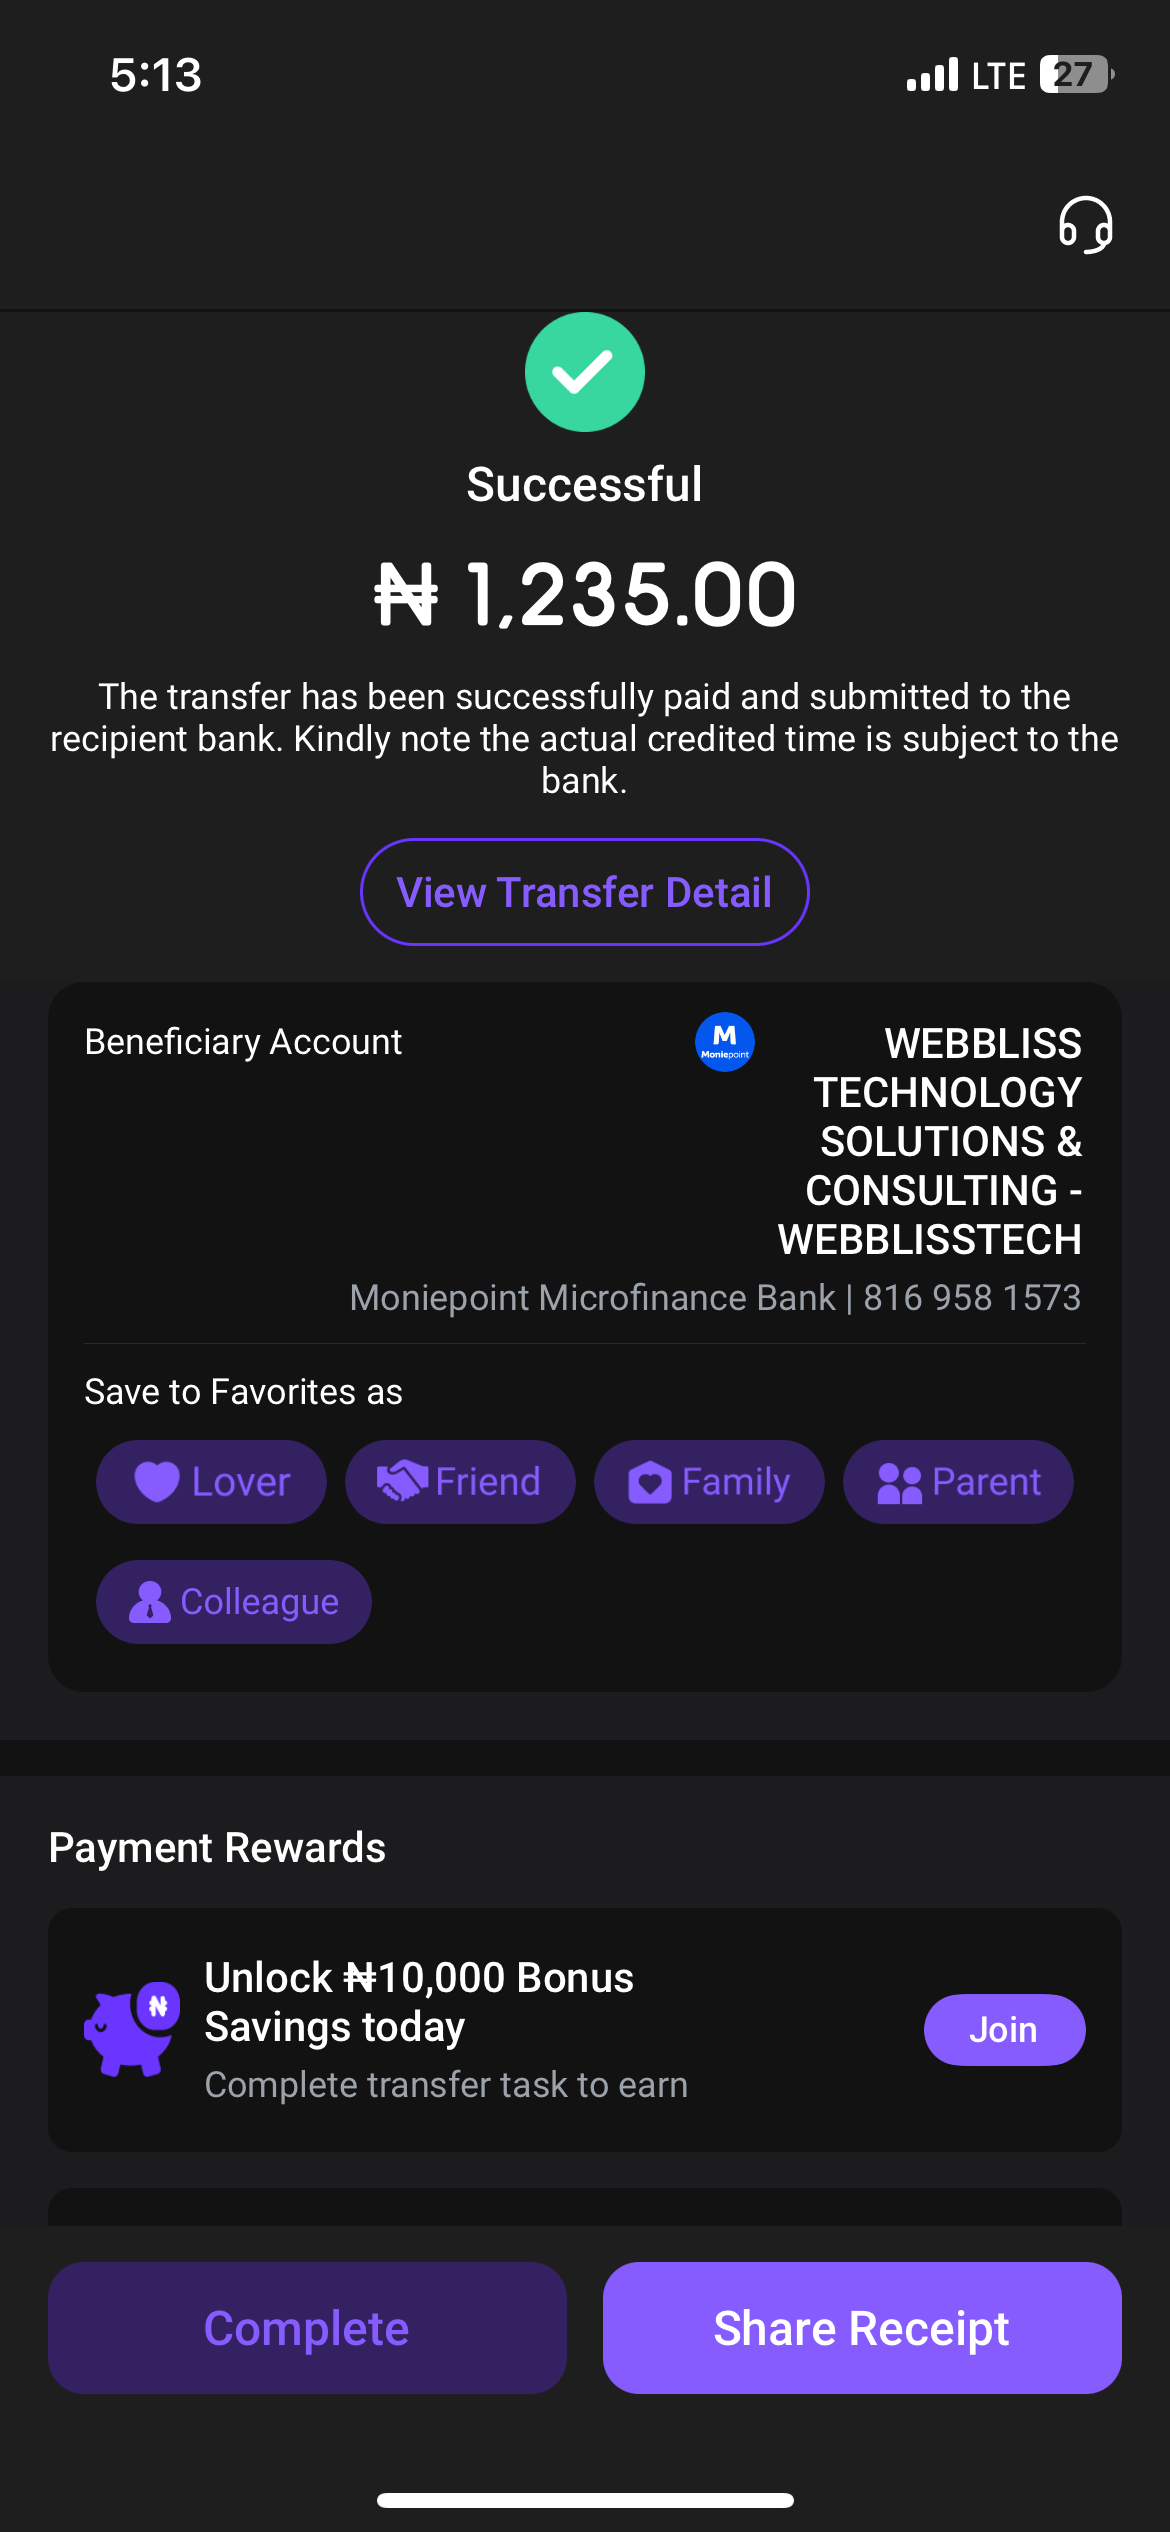 5:13
LTE
27
Successful
₦ 1,235.00
The transfer has been successfully paid and submitted to the
recipient bank. Kindly note the actual credited time is subject to the
bank.
View Transfer Detail
Beneficiary Account
M
Moniepoint
WEBBLISS
TECHNOLOGY
SOLUTIONS &
CONSULTING -
WEBBLISSTECH
Moniepoint Microfinance Bank | 816 958 1573
Save to Favorites as
Lover
Friend
Family
Parent
Colleague
Payment Rewards
₦
Unlock ₦10,000 Bonus
Savings today
Complete transfer task to earn
Join
Complete
Share Receipt